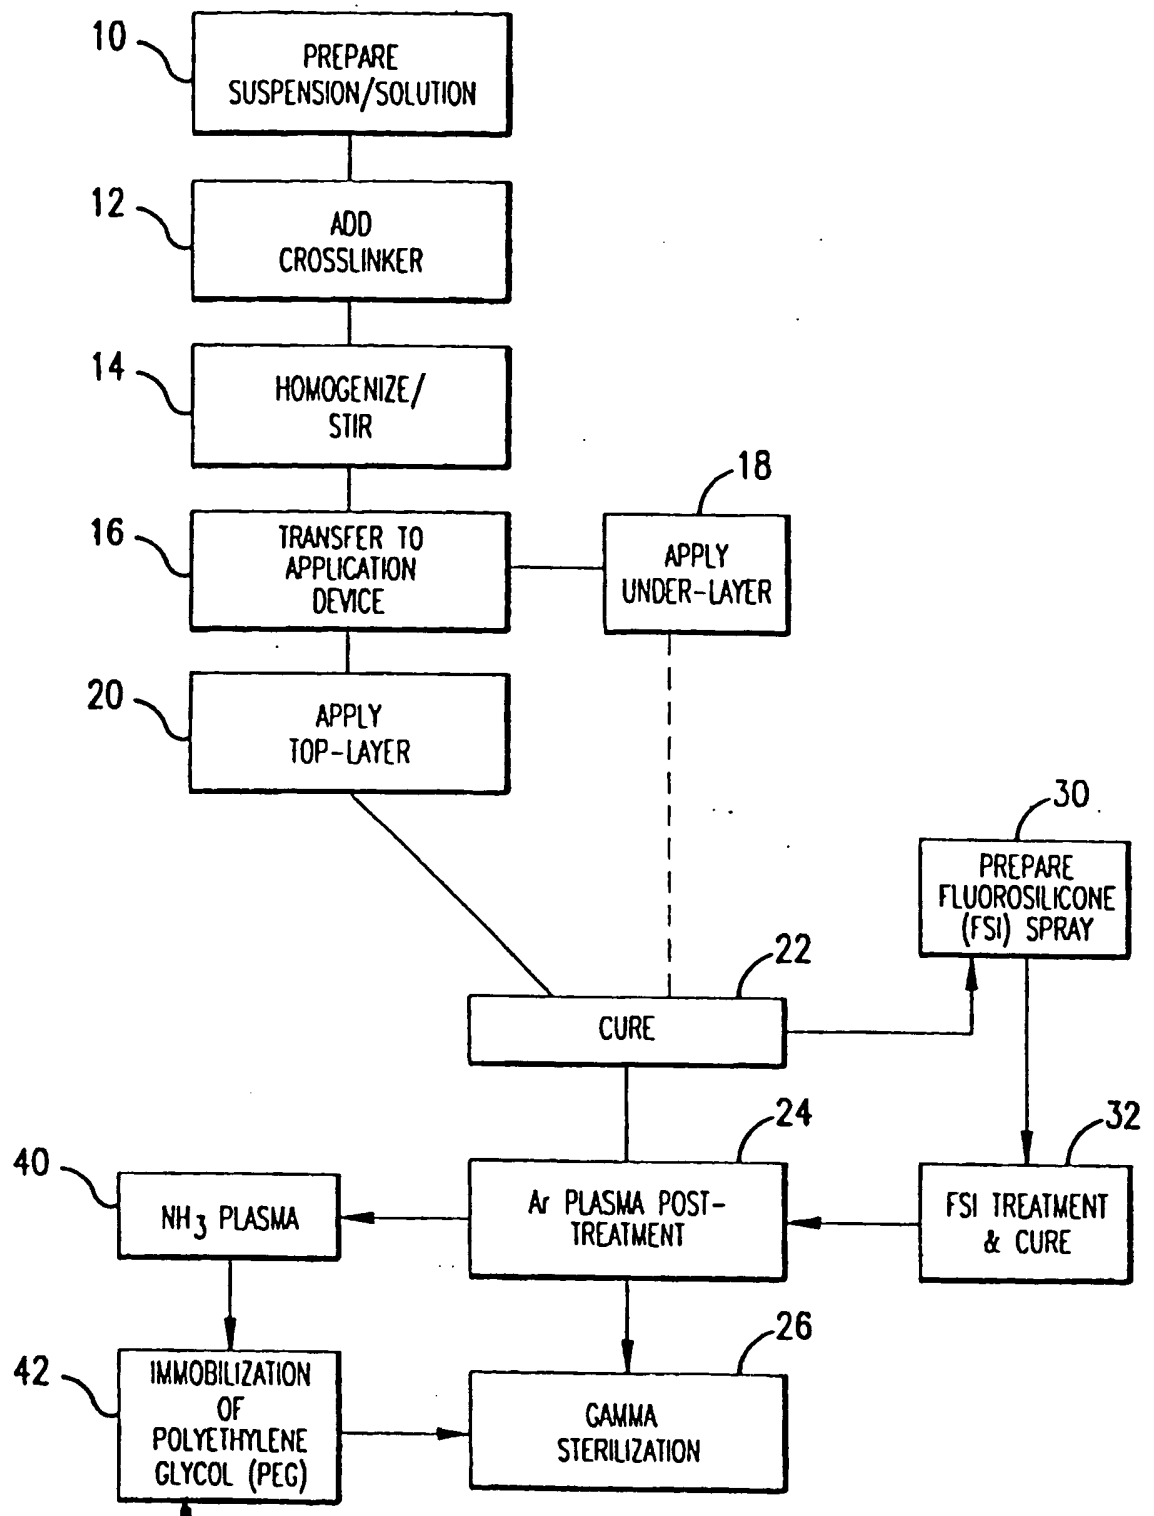 10
PREPARE
SUSPENSION/SOLUTION
12
ADD
CROSSLINKER
14
HOMOGENIZE/
STIR
16
TRANSFER TO
APPLICATION
DEVICE
18
APPLY
UNDER-LAYER
20
APPLY
TOP-LAYER
30
PREPARE
FLUOROSILICONE
(FSI) SPRAY
22
CURE
24
Ar PLASMA POST-
TREATMENT
32
FSI TREATMENT
& CURE
40
NH3 PLASMA
42
IMMOBILIZATION
OF
POLYETHYLENE
GLYCOL (PEG)
26
GAMMA
STERILIZATION